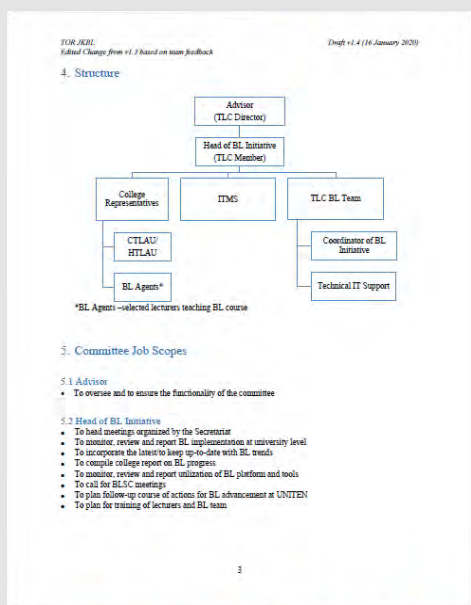 TOR JKBL
Draft v1.4 (16 January 2020)
Edited Change from v1.3 based on team feedback
4. Structure
Advisor
(TLC Director)
Head of BL Initiative
(TLC Member)
College
Representatives
ITMS
TLC BL Team
CTLAU/
HTLAU
Coordinator of BL
Initiative
BL Agents*
Technical IT Support
*BL Agents –selected lecturers teaching BL course
5. Committee Job Scopes
5.1 Advisor
• To oversee and to ensure the functionality of the committee
5.2 Head of BL Initiative
• To head meetings organized by the Secretariat
• To monitor, review and report BL implementation at university level
• To incorporate the latest/to keep up-to-date with BL trends
• To compile college report on BL progress
• To monitor, review and report utilization of BL platform and tools
• To call for BLSC meetings
• To plan follow-up course of actions for BL advancement at UNITEN
• To plan for training of lecturers and BL team
3